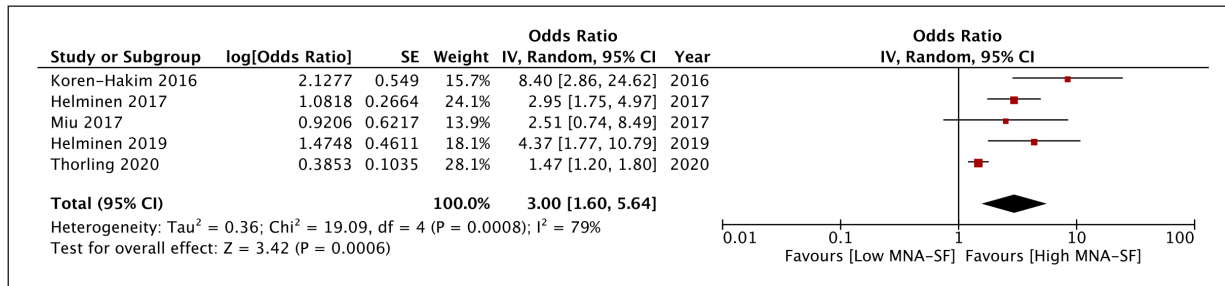 Odds Ratio Odds Ratio
Study or Subgroup log[Odds Ratio] SE Weight IV, Random, 95% CI Year IV, Random, 95% CI
Koren-Hakim 2016 2.1277 0.549 15.7% 8.40 [2.86, 24.62] 2016
Helminen 2017 1.0818 0.2664 24.1% 2.95 [1.75, 4.97] 2017
Miu 2017 0.9206 0.6217 13.9% 2.51 [0.74, 8.49] 2017
Helminen 2019 1.4748 0.4611 18.1% 4.37 [1.77, 10.79] 2019
Thorling 2020 0.3853 0.1035 28.1% 1.47 [1.20, 1.80] 2020
Total (95% CI) 100.0% 3.00 [1.60, 5.64]
Heterogeneity: Tau² = 0.36; Chi² = 19.09, df = 4 (P = 0.0008); I² = 79%
Test for overall effect: Z = 3.42 (P = 0.0006)
0.01 0.1 1 10 100
Favours [Low MNA-SF] Favours [High MNA-SF]